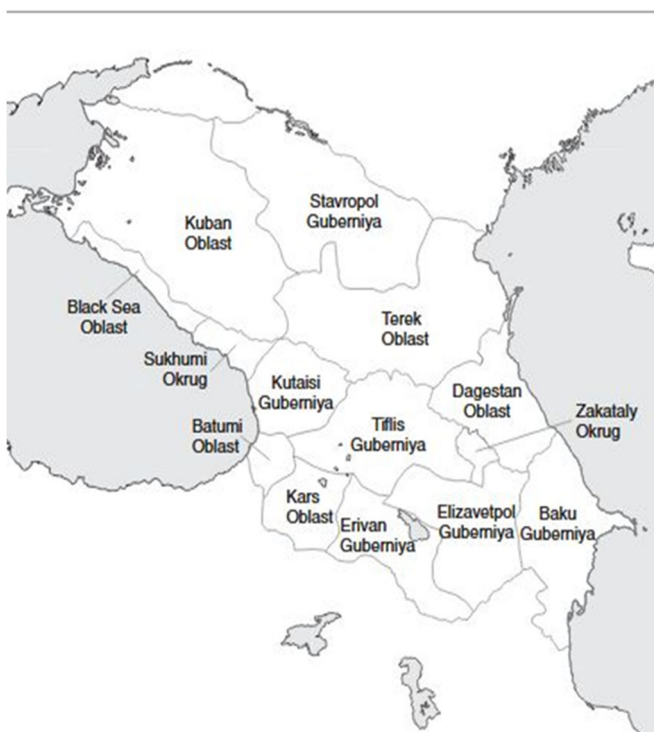 Stavropol
Guberniya
Kuban
Oblast
Black Sea
Oblast
Terek
Oblast
Sukhumi
Okrug
Kutaisi
Guberniya
Dagestan
Oblast
Zakataly
Okrug
Batumi
Oblast
Tiflis
Guberniya
Kars
Oblast
Erivan
Guberniya
Elizavetpol
Guberniya
Baku
Guberniya